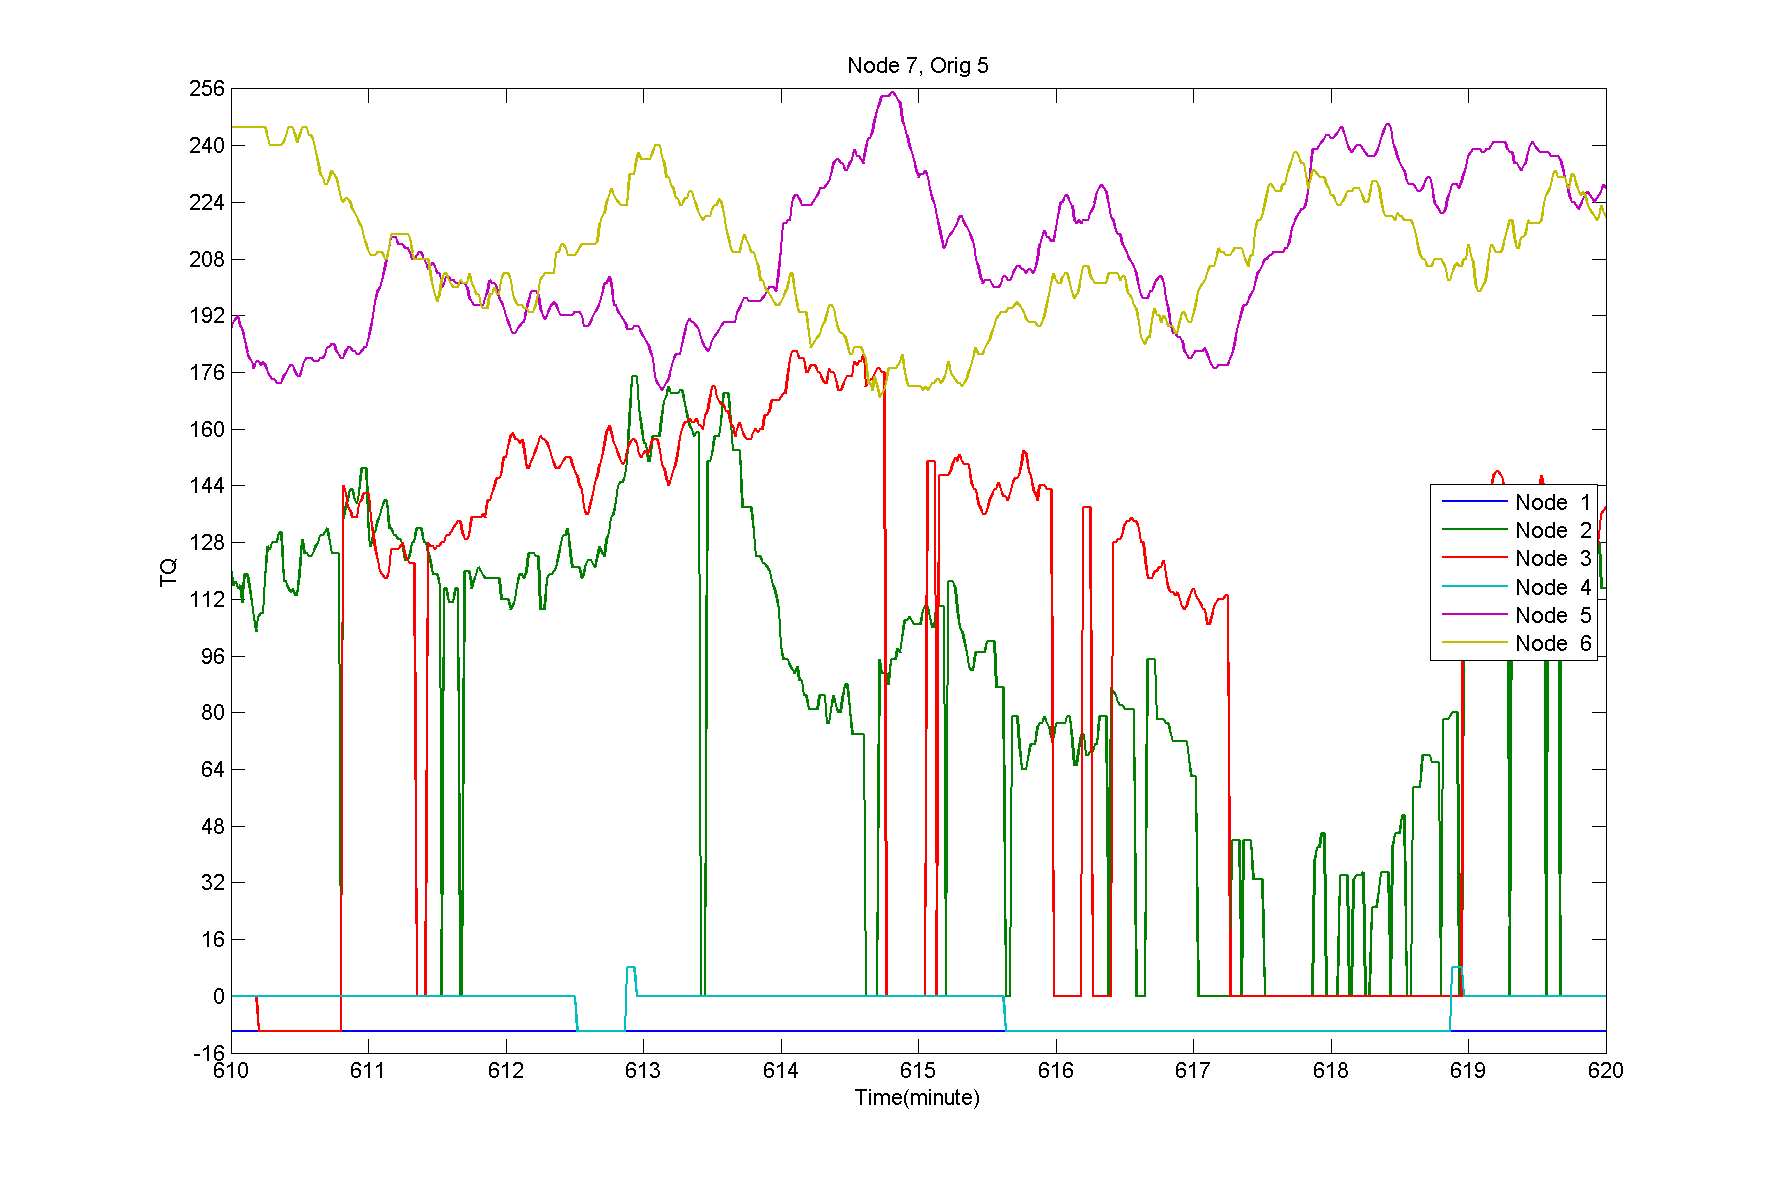 Node 7, Orig 5
256
240
224
208
192
176
160
144
128
112
96
80
64
48
32
16
0
-16
TQ
Node 1
Node 2
Node 3
Node 4
Node 5
Node 6
610 611 612 613 614 615 616 617 618 619 620
Time(minute)